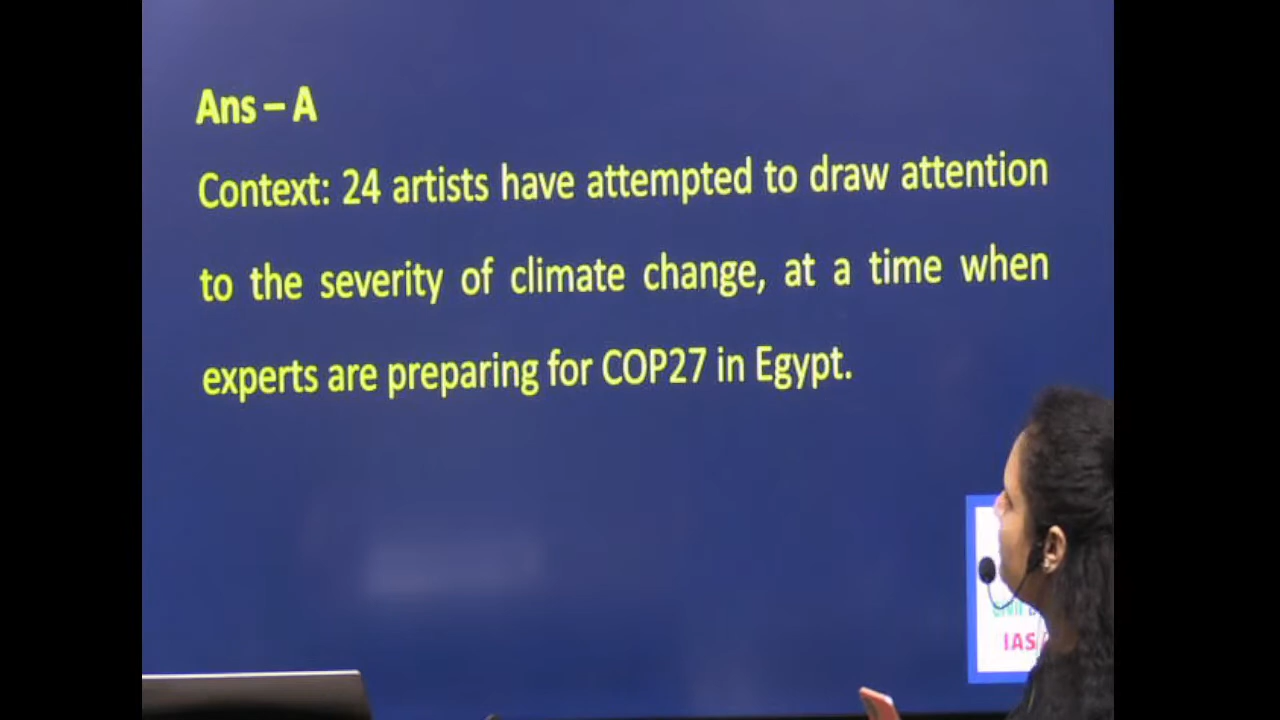 Ans – A
Context: 24 artists have attempted to draw attention
to the severity of climate change, at a time when
experts are preparing for COP27 in Egypt.
IAS